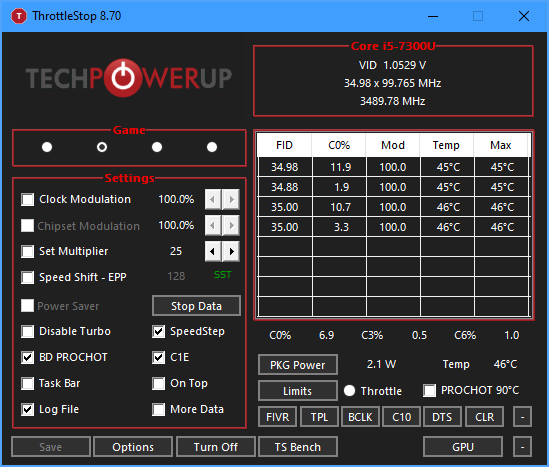 ThrottleStop 8.70
TECHPOWERUP
Core i5-7300U
VID 1.0529 V
34.98 x 99.765 MHz
3489.78 MHz
Game
FID C0% Mod Temp Max
34.98 11.9 100.0 45°C 45°C
34.88 1.9 100.0 45°C 45°C
35.00 10.7 100.0 46°C 46°C
35.00 3.3 100.0 46°C 46°C
Settings
Clock Modulation 100.0%
Chipset Modulation 100.0%
Set Multiplier 25
Speed Shift - EPP 128 SST
Power Saver Stop Data
Disable Turbo SpeedStep
BD PROCHOT C1E
Task Bar On Top
Log File More Data
C0% 6.9 C3% 0.5 C6% 1.0
PKG Power 2.1 W Temp 46°C
Limits Throttle PROCHOT 90°C
FIVR TPL BCLK C10 DTS CLR -
Save Options Turn Off TS Bench GPU -